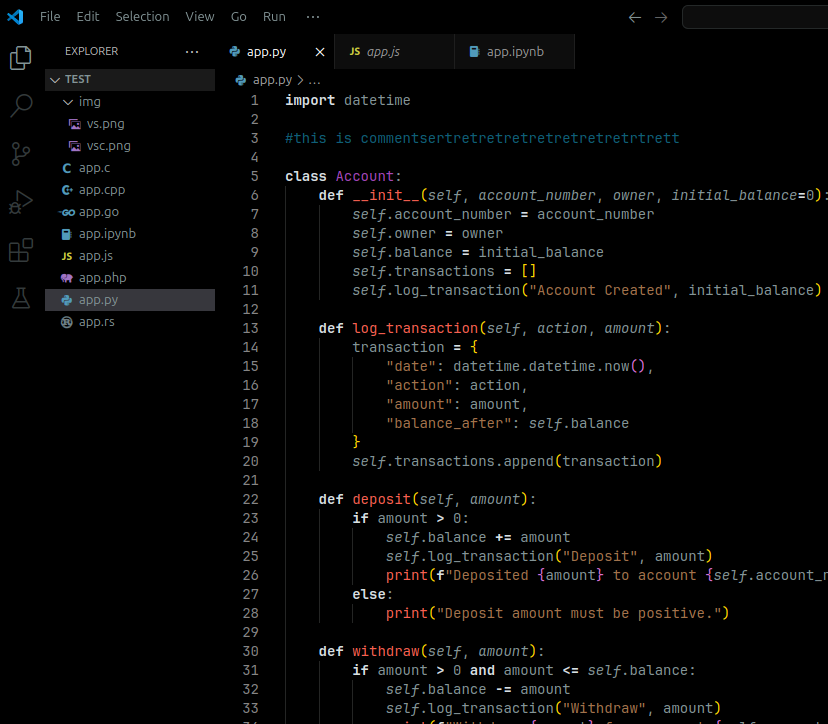 File Edit Selection View Go Run ···
EXPLORER ···
TEST
img
vs.png
vsc.png
C app.c
C+ app.cpp
GO app.go
app.ipynb
JS app.js
app.php
app.py
app.rs
app.py × JS app.js app.ipynb
app.py > ...
1 import datetime
2
3 #this is commentsertretretretretretretretrtrett
4
5 class Account:
6 def __init__(self, account_number, owner, initial_balance=0):
7 self.account_number = account_number
8 self.owner = owner
9 self.balance = initial_balance
10 self.transactions = []
11 self.log_transaction("Account Created", initial_balance)
12
13 def log_transaction(self, action, amount):
14 transaction = {
15 "date": datetime.datetime.now(),
16 "action": action,
17 "amount": amount,
18 "balance_after": self.balance
19 }
20 self.transactions.append(transaction)
21
22 def deposit(self, amount):
23 if amount > 0:
24 self.balance += amount
25 self.log_transaction("Deposit", amount)
26 print(f"Deposited {amount} to account {self.account_n
27 else:
28 print("Deposit amount must be positive.")
29
30 def withdraw(self, amount):
31 if amount > 0 and amount <= self.balance:
32 self.balance -= amount
33 self.log_transaction("Withdraw", amount)